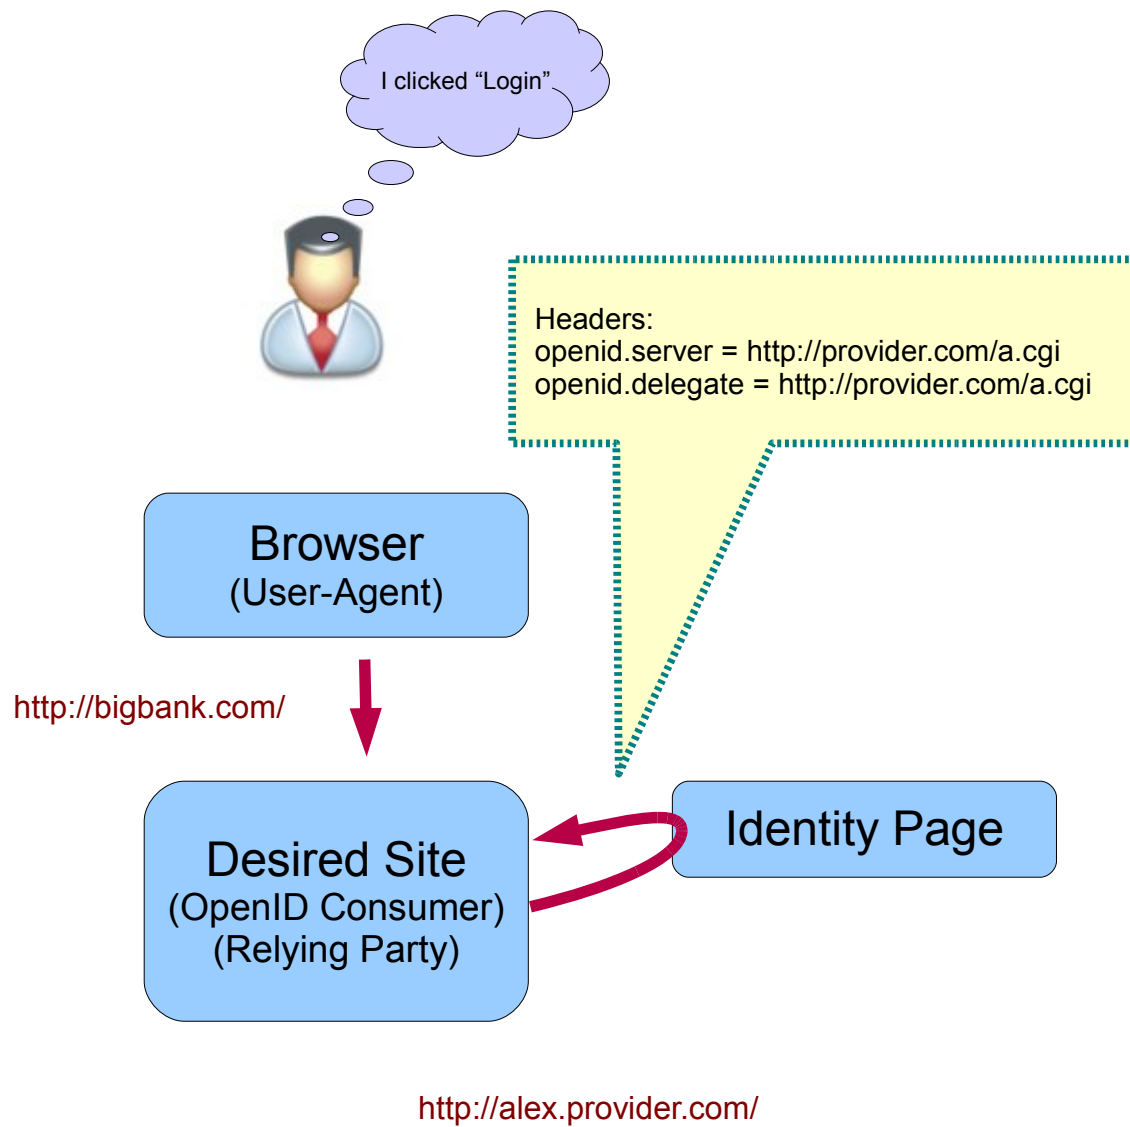 I clicked “Login”
Headers:
openid.server = http://provider.com/a.cgi
openid.delegate = http://provider.com/a.cgi
Browser
(User-Agent)
http://bigbank.com/
Desired Site
(OpenID Consumer)
(Relying Party)
Identity Page
http://alex.provider.com/